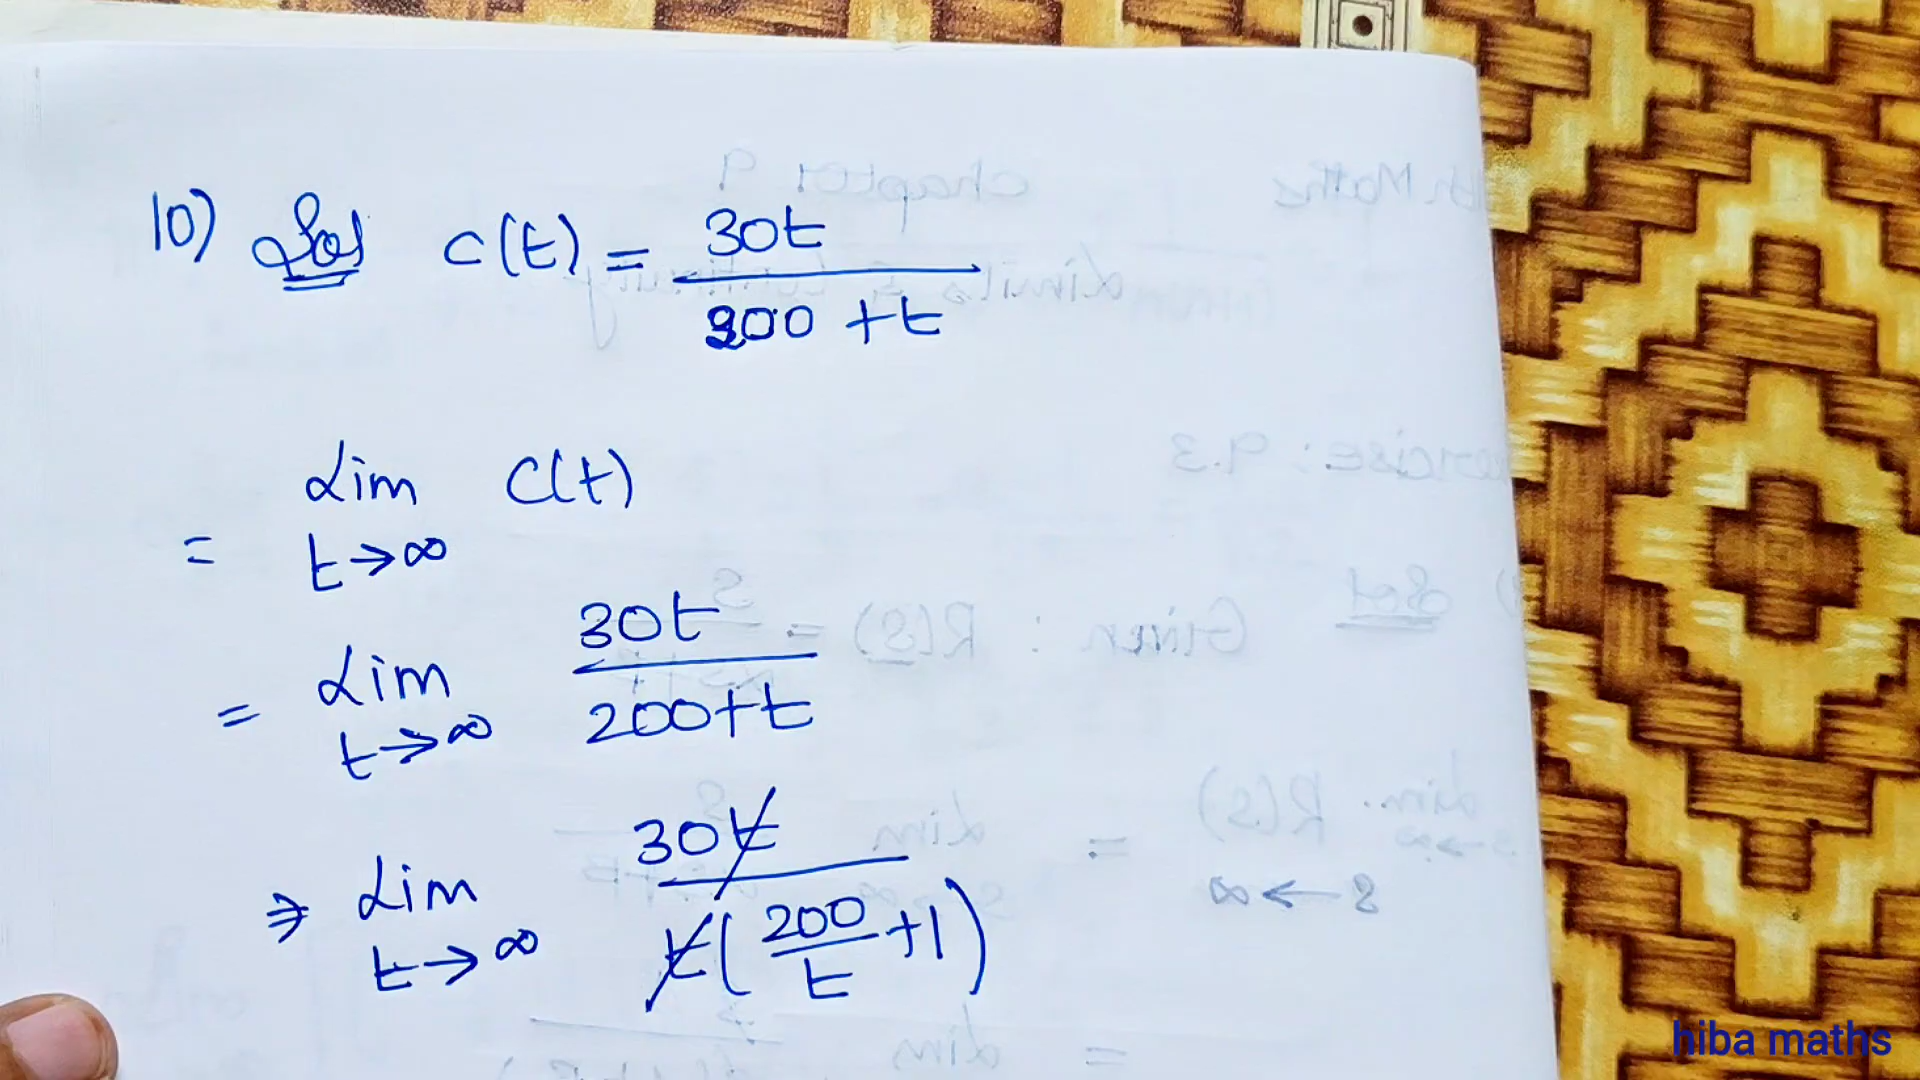 10) Sol C(t) = 30t
200 + t
Lim C(t)
= t→∞
30t
= Lim
t→∞ 200+t
30t
⇒ Lim
t→∞ t(200/t +1)
hiba maths